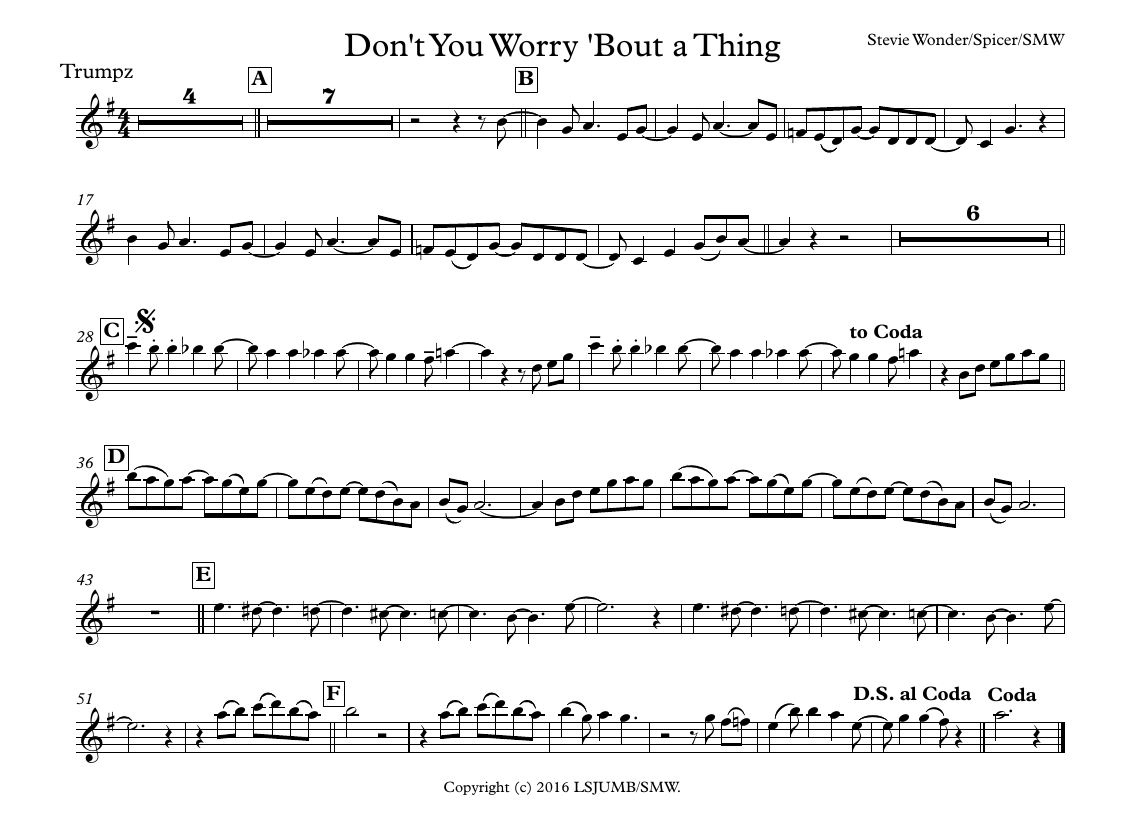 Don't You Worry 'Bout a Thing
Stevie Wonder/Spicer/SMW
Trumpz
A
B
4
7
17
6
28
C
to Coda
36
D
43
E
51
F
D.S. al Coda
Coda
Copyright (c) 2016 LSJUMB/SMW.